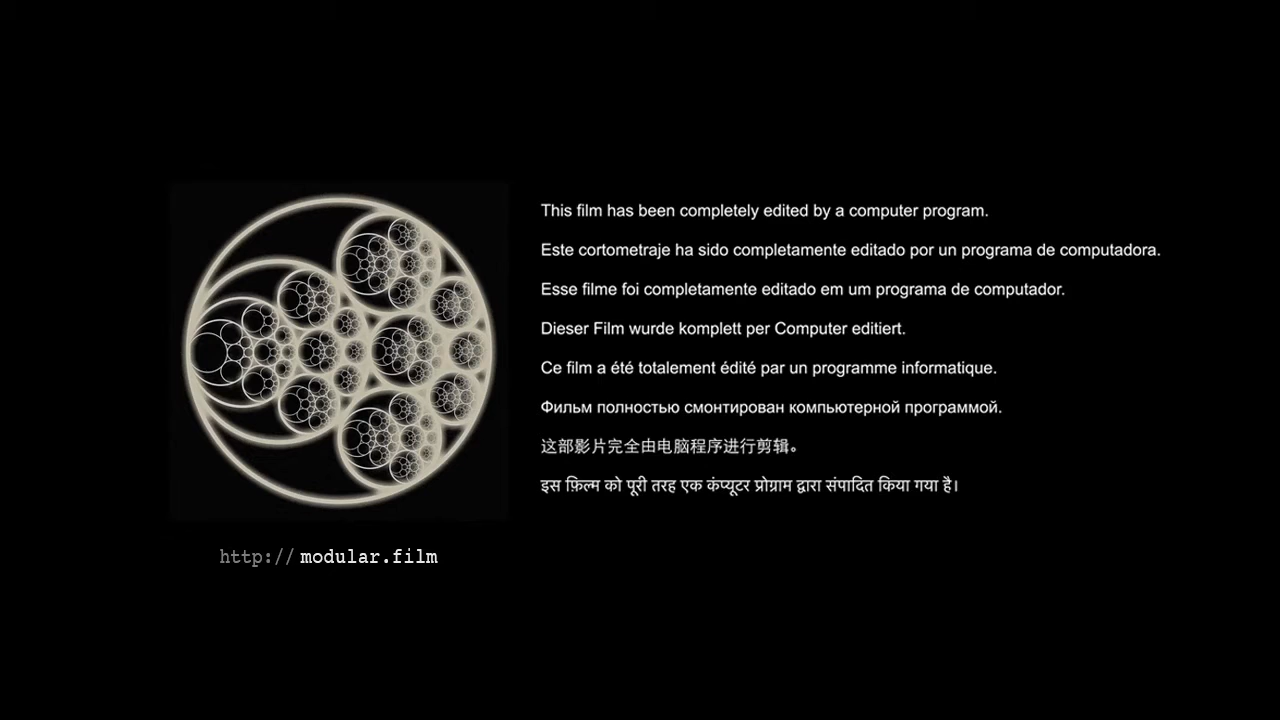 This film has been completely edited by a computer program.
Este cortometraje ha sido completamente editado por un programa de computadora.
Esse filme foi completamente editado em um programa de computador.
Dieser Film wurde komplett per Computer editiert.
Ce film a été totalement édité par un programme informatique.
Фильм полностью смонтирован компьютерной программой.
这部影片完全由电脑程序进行剪辑。
इस फ़िल्म को पूरी तरह एक कंप्यूटर प्रोग्राम द्वारा संपादित किया गया है।
http:// modular.film